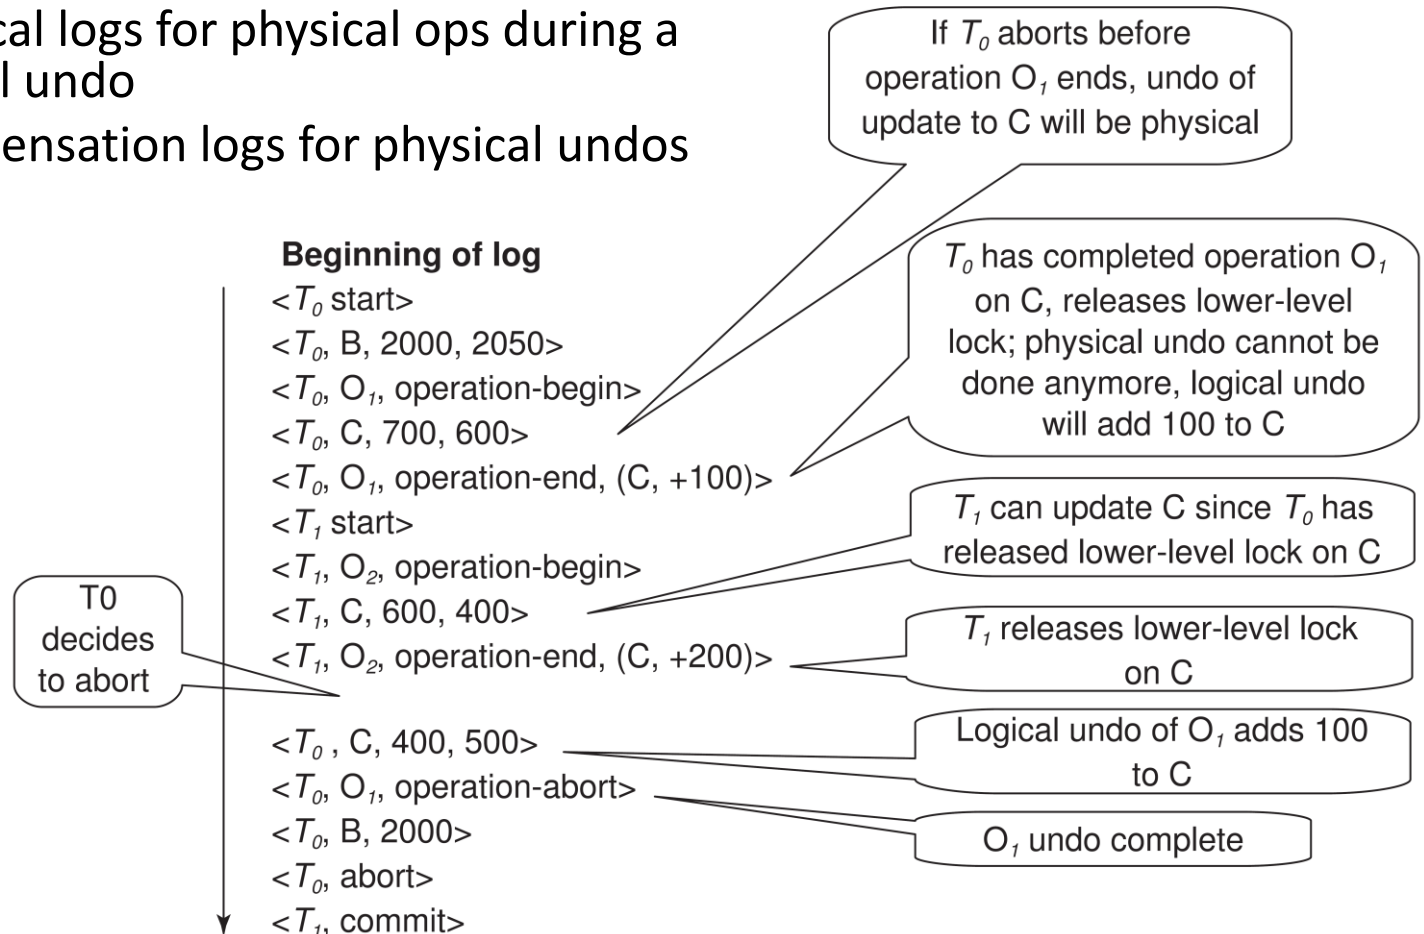 cal logs for physical ops during a
l undo
ensation logs for physical undos
If T0 aborts before
operation O1 ends, undo of
update to C will be physical
Beginning of log
<T0 start>
<T0, B, 2000, 2050>
<T0, O1, operation-begin>
<T0, C, 700, 600>
<T0, O1, operation-end, (C, +100)>
<T1 start>
<T1, O2, operation-begin>
<T1, C, 600, 400>
<T1, O2, operation-end, (C, +200)>
<T0 , C, 400, 500>
<T0, O1, operation-abort>
<T0, B, 2000>
<T0, abort>
<T1, commit>
T0 has completed operation O1
on C, releases lower-level
lock; physical undo cannot be
done anymore, logical undo
will add 100 to C
T1 can update C since T0 has
released lower-level lock on C
T0
decides
to abort
T1 releases lower-level lock
on C
Logical undo of O1 adds 100
to C
O1 undo complete